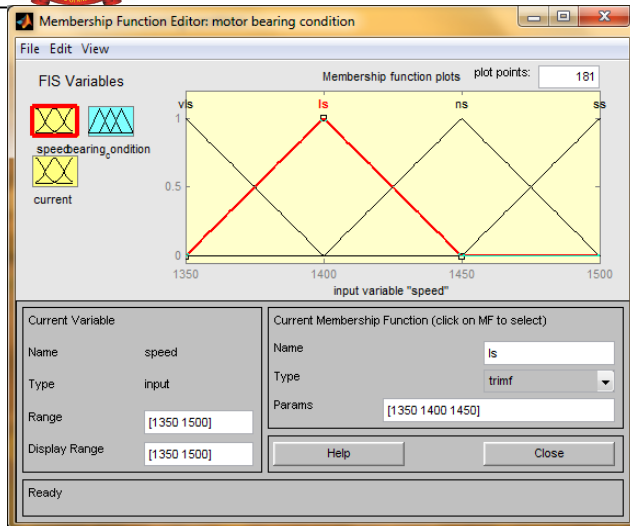 Membership Function Editor: motor bearing condition
File Edit View
FIS Variables
Membership function plots plot points: 181
speed bearing_condition
current
vls ls ns ss
1
0.5
0
1350 1400 1450 1500
input variable "speed"
Current Variable
Name speed
Type input
Range [1350 1500]
Display Range [1350 1500]
Current Membership Function (click on MF to select)
Name ls
Type trimf
Params [1350 1400 1450]
Help Close
Ready